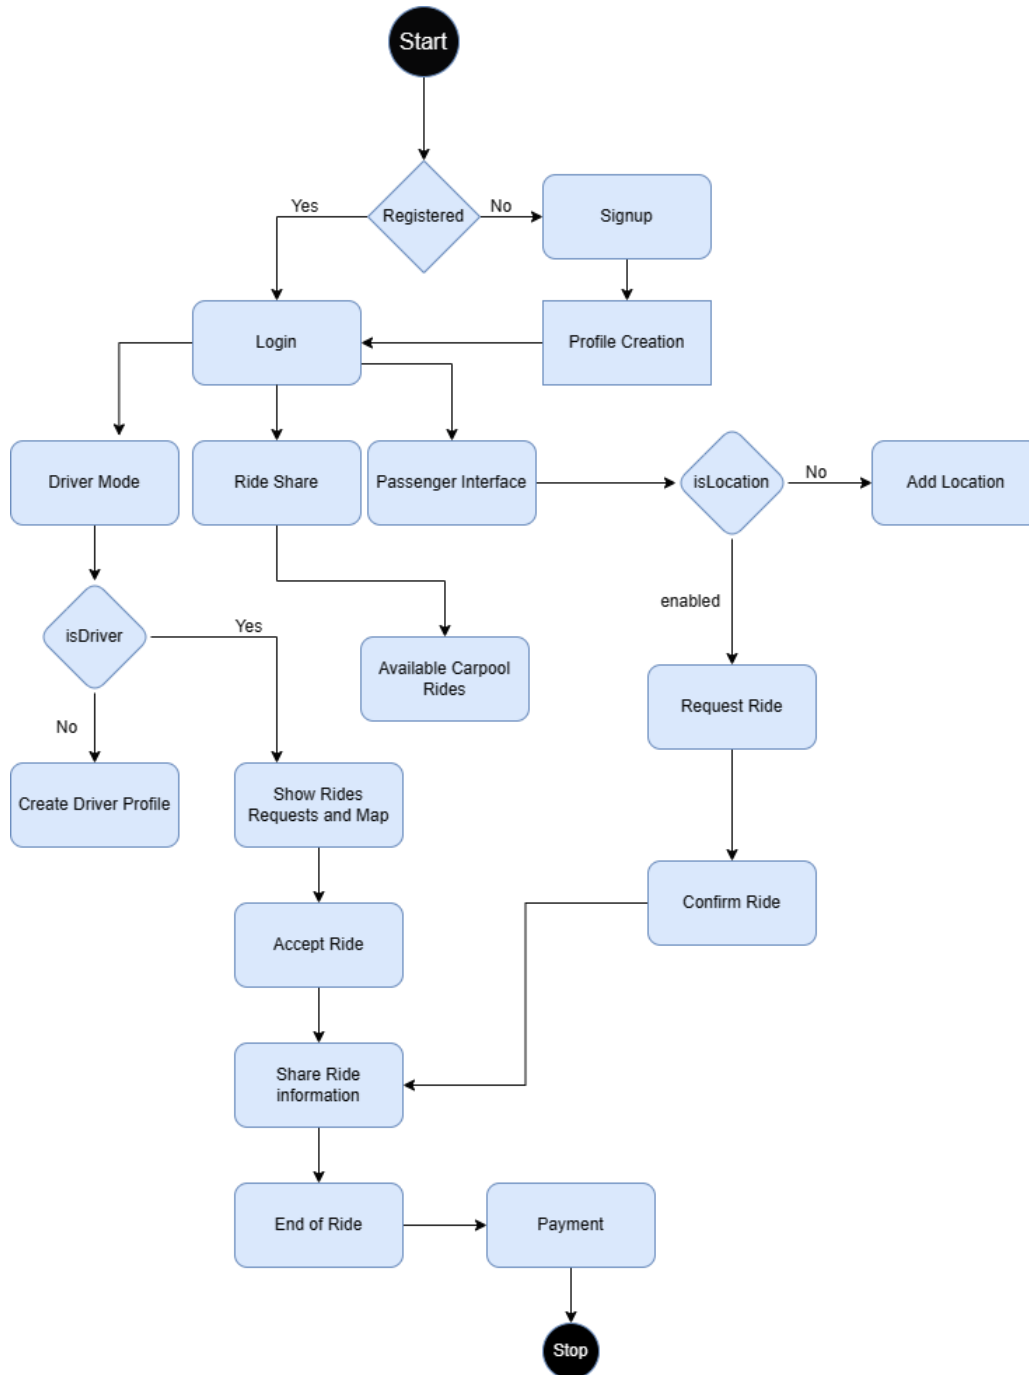 Start
Registered
Yes
No
Signup
Login
Profile Creation
Driver Mode
Ride Share
Passenger Interface
isLocation
No
Add Location
enabled
isDriver
Yes
No
Available Carpool
Rides
Request Ride
Create Driver Profile
Show Rides
Requests and Map
Confirm Ride
Accept Ride
Share Ride
information
End of Ride
Payment
Stop